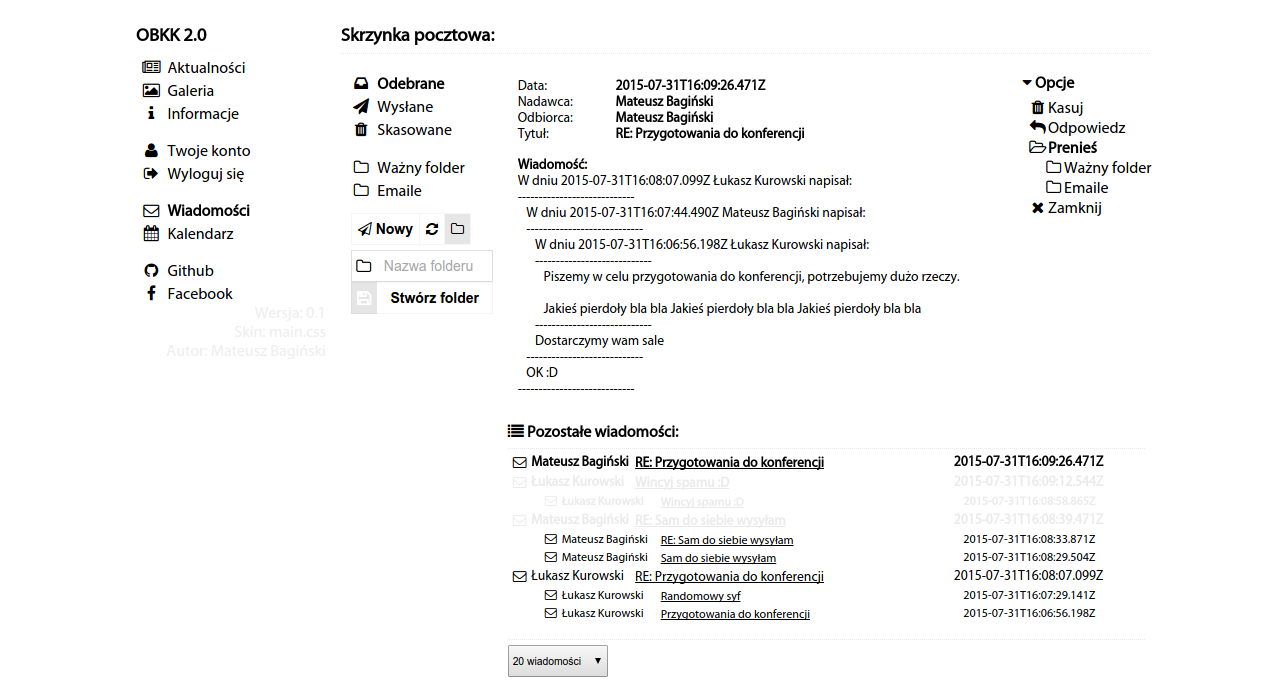 OBKK 2.0
Aktualności
Galeria
Informacje
Twoje konto
Wyloguj się
Wiadomości
Kalendarz
Github
Facebook
Wersja: 0.1
Skin: main.css
Autor: Mateusz Bagiński
Skrzynka pocztowa:
Odebrane
Wysłane
Skasowane
Ważny folder
Emaile
Nowy
Nazwa folderu
Stwórz folder
Data: 2015-07-31T16:09:26.471Z
Nadawca: Mateusz Bagiński
Odbiorca: Mateusz Bagiński
Tytuł: RE: Przygotowania do konferencji
Wiadomość:
W dniu 2015-07-31T16:08:07.099Z Łukasz Kurowski napisał:
----------------------------
W dniu 2015-07-31T16:07:44.490Z Mateusz Bagiński napisał:
----------------------------
W dniu 2015-07-31T16:06:56.198Z Łukasz Kurowski napisał:
----------------------------
Piszemy w celu przygotowania do konferencji, potrzebujemy dużo rzeczy.
Jakieś pierdoły bla bla Jakieś pierdoły bla bla Jakieś pierdoły bla bla
----------------------------
Dostarczymy wam sale
----------------------------
OK :D
----------------------------
Opcje
Kasuj
Odpowiedz
Prenieś
Ważny folder
Emaile
Zamknij
Pozostałe wiadomości:
Mateusz Bagiński RE: Przygotowania do konferencji 2015-07-31T16:09:26.471Z
Łukasz Kurowski Wincyj spamu :D 2015-07-31T16:09:12.544Z
Łukasz Kurowski Wincyj spamu :D 2015-07-31T16:08:58.865Z
Mateusz Bagiński RE: Sam do siebie wysyłam 2015-07-31T16:08:39.471Z
Mateusz Bagiński RE: Sam do siebie wysyłam 2015-07-31T16:08:33.871Z
Mateusz Bagiński Sam do siebie wysyłam 2015-07-31T16:08:29.504Z
Łukasz Kurowski RE: Przygotowania do konferencji 2015-07-31T16:08:07.099Z
Łukasz Kurowski Randomowy syf 2015-07-31T16:07:29.141Z
Łukasz Kurowski Przygotowania do konferencji 2015-07-31T16:06:56.198Z
20 wiadomości